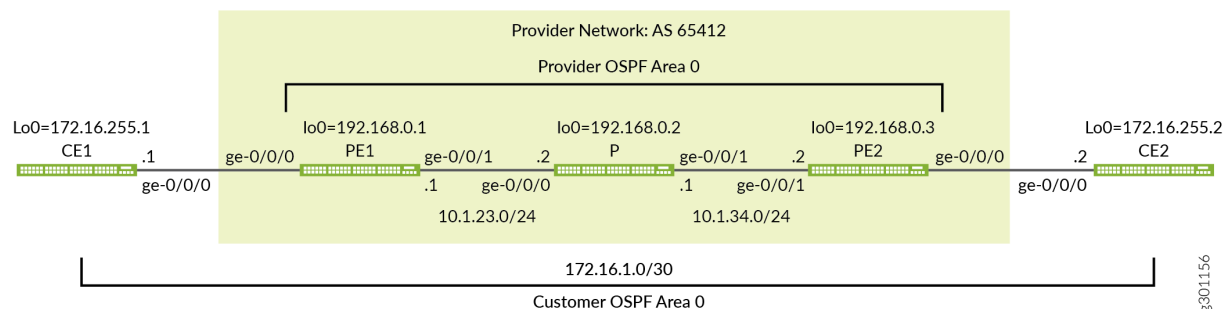 Provider Network: AS 65412
Provider OSPF Area 0
Lo0=172.16.255.1
lo0=192.168.0.1
lo0=192.168.0.2
lo0=192.168.0.3
Lo0=172.16.255.2
CE1
PE1
P
PE2
CE2
.1
ge-0/0/0
ge-0/0/1
.2
ge-0/0/1
.2
ge-0/0/0
.2
ge-0/0/0
.1
ge-0/0/0
.1
ge-0/0/1
ge-0/0/0
10.1.23.0/24
10.1.34.0/24
172.16.1.0/30
Customer OSPF Area 0
g301156